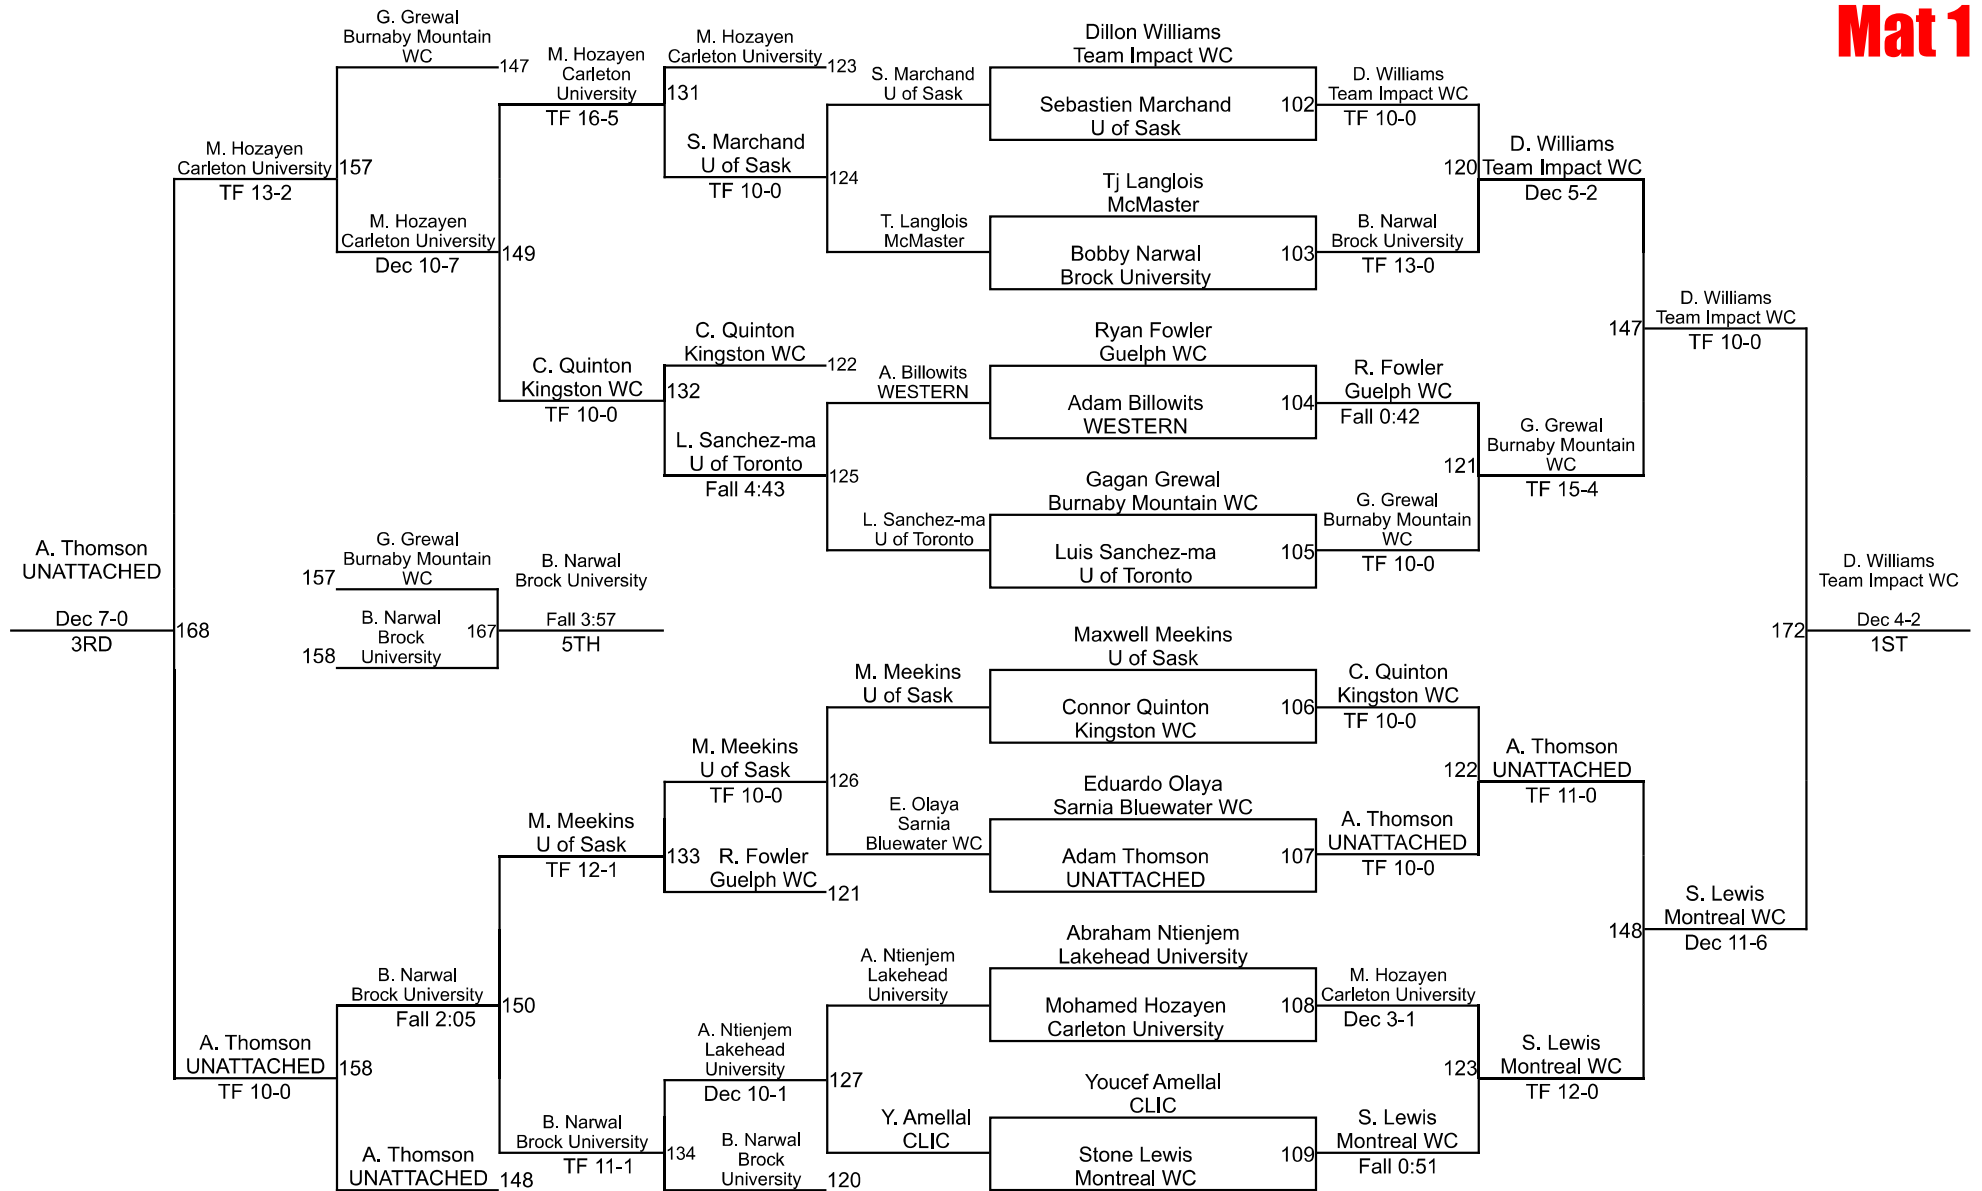 Mat 1
G. Grewal
Burnaby Mountain
WC
147
M. Hozayen
Carleton University
157
TF 13-2
M. Hozayen
Carleton University
Dec 10-7
149
M. Hozayen
Carleton
University
TF 16-5
131
M. Hozayen
Carleton University
123
S. Marchand
U of Sask
TF 10-0
124
S. Marchand
U of Sask
T. Langlois
McMaster
Dillon Williams
Team Impact WC
Sebastien Marchand
U of Sask
102
D. Williams
Team Impact WC
TF 10-0
Tj Langlois
McMaster
Bobby Narwal
Brock University
103
B. Narwal
Brock University
TF 13-0
120
D. Williams
Team Impact WC
Dec 5-2
C. Quinton
Kingston WC
TF 10-0
132
C. Quinton
Kingston WC
122
L. Sanchez-ma
U of Toronto
Fall 4:43
125
A. Billowits
WESTERN
L. Sanchez-ma
U of Toronto
Ryan Fowler
Guelph WC
Adam Billowits
WESTERN
104
R. Fowler
Guelph WC
Fall 0:42
Gagan Grewal
Burnaby Mountain WC
Luis Sanchez-ma
U of Toronto
105
G. Grewal
Burnaby Mountain
WC
TF 10-0
121
G. Grewal
Burnaby Mountain
WC
TF 15-4
147
D. Williams
Team Impact WC
TF 10-0
A. Thomson
UNATTACHED
Dec 7-0
3RD
168
157
G. Grewal
Burnaby Mountain
WC
158
B. Narwal
Brock
University
167
B. Narwal
Brock University
Fall 3:57
5TH
172
D. Williams
Team Impact WC
Dec 4-2
1ST
A. Thomson
UNATTACHED
TF 10-0
158
B. Narwal
Brock University
Fall 2:05
150
A. Thomson
UNATTACHED
148
M. Meekins
U of Sask
TF 12-1
133
M. Meekins
U of Sask
TF 10-0
126
R. Fowler
Guelph WC
121
M. Meekins
U of Sask
E. Olaya
Sarnia
Bluewater WC
Maxwell Meekins
U of Sask
Connor Quinton
Kingston WC
106
C. Quinton
Kingston WC
TF 10-0
Eduardo Olaya
Sarnia Bluewater WC
Adam Thomson
UNATTACHED
107
A. Thomson
UNATTACHED
TF 10-0
122
A. Thomson
UNATTACHED
TF 11-0
B. Narwal
Brock University
TF 11-1
134
A. Ntienjem
Lakehead
University
Dec 10-1
127
B. Narwal
Brock
University
120
A. Ntienjem
Lakehead
University
Y. Amellal
CLIC
Abraham Ntienjem
Lakehead University
Mohamed Hozayen
Carleton University
108
M. Hozayen
Carleton University
Dec 3-1
Youcef Amellal
CLIC
Stone Lewis
Montreal WC
109
S. Lewis
Montreal WC
Fall 0:51
123
S. Lewis
Montreal WC
TF 12-0
148
S. Lewis
Montreal WC
Dec 11-6